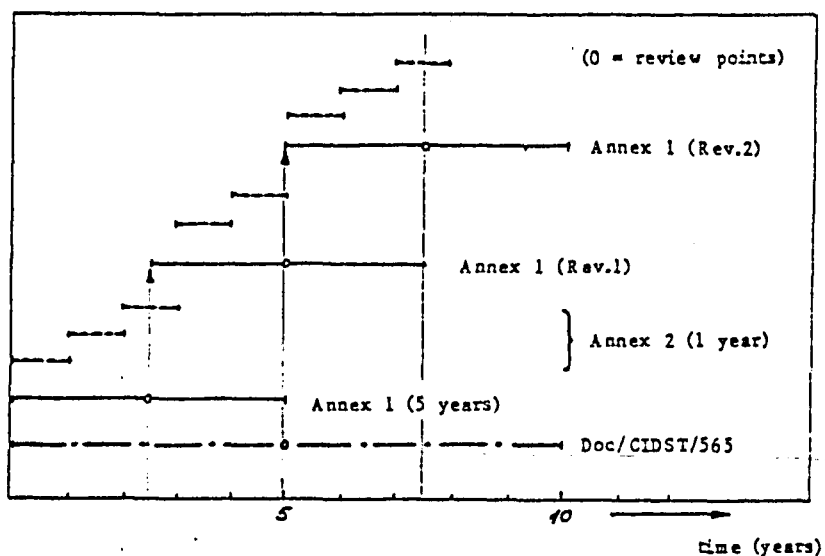 (0 = review points)
Annex 1 (Rev.2)
Annex 1 (Rev.1)
Annex 2 (1 year)
Annex 1 (5 years)
Doc/CIDST/565
5 10
time (years)